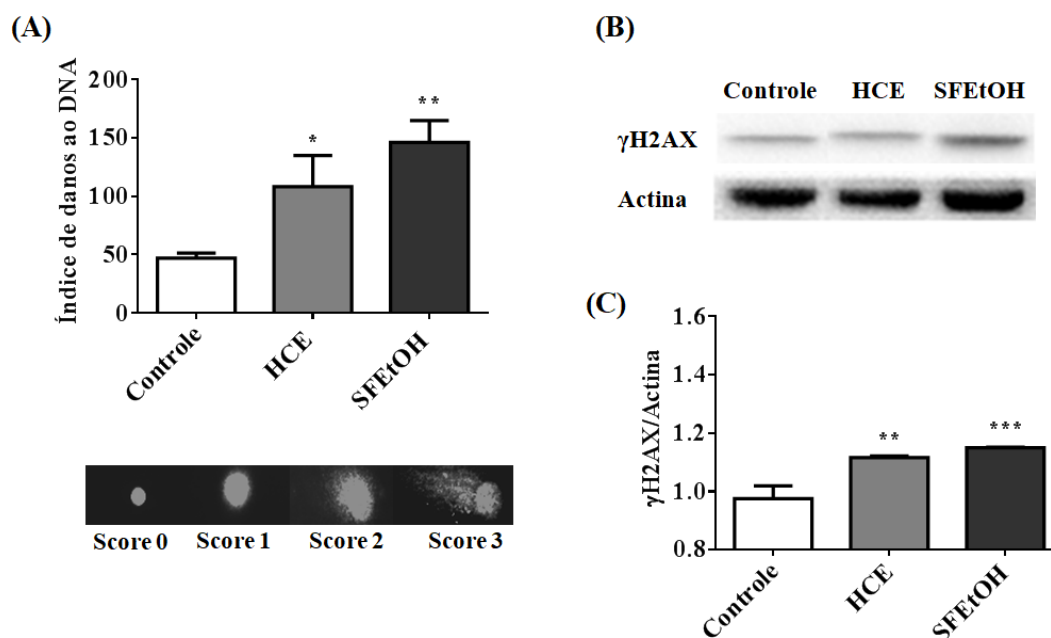 (A)
Índice de danos ao DNA
200
150
100
50
0
*
**
Controle
HCE
SFEtOH
Score 0 Score 1 Score 2 Score 3
(B)
Controle HCE SFEtOH
γH2AX
Actina
(C)
γH2AX/Actina
1.6
1.4
1.2
1.0
0.8
**
***
Controle
HCE
SFEtOH